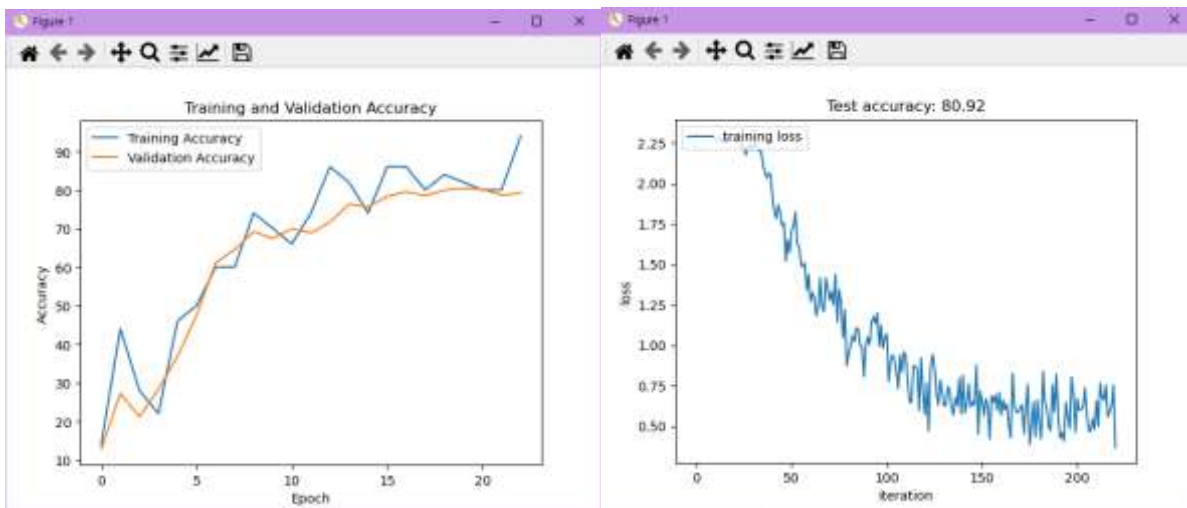 Figure 1
Training and Validation Accuracy
Training Accuracy
Validation Accuracy
90
80
70
60
50
40
30
20
10
Accuracy
0
5
10
15
20
Epoch
Figure 1
Test accuracy: 80.92
training loss
2.25
2.00
1.75
1.50
1.25
1.00
0.75
0.50
loss
0
50
100
150
200
iteration